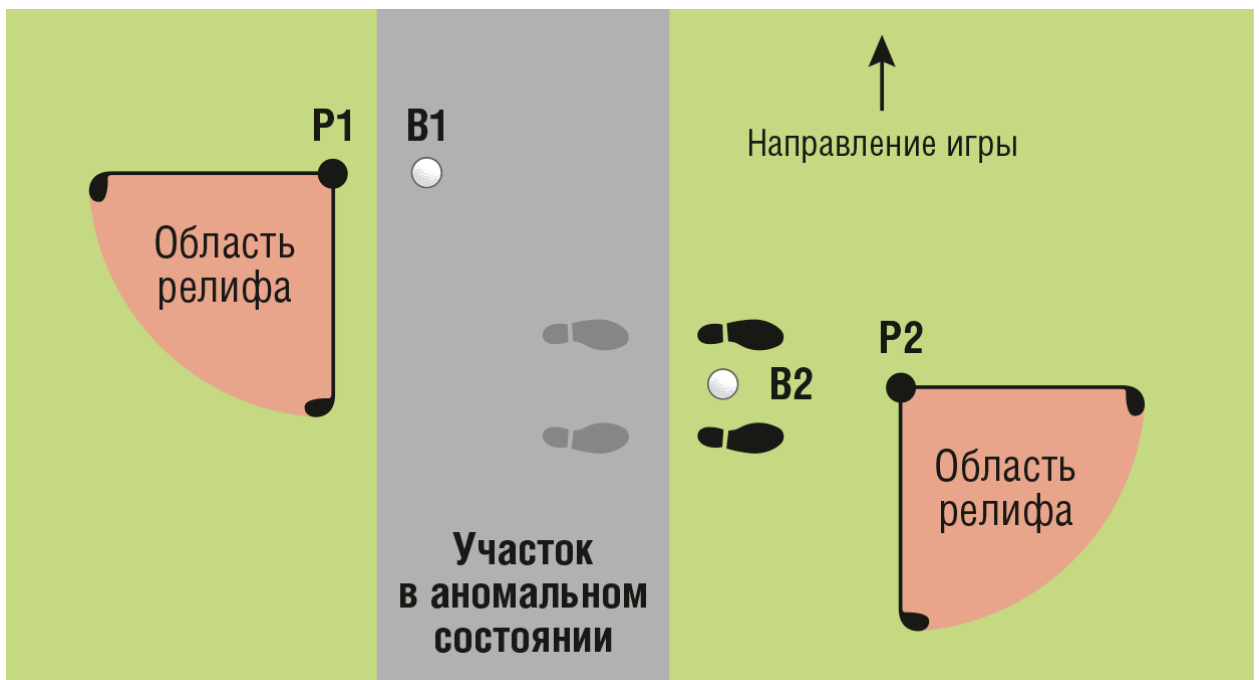 P1
B1
Направление игры
Область
релифа
P2
B2
Область
релифа
Участок
в аномальном
состоянии